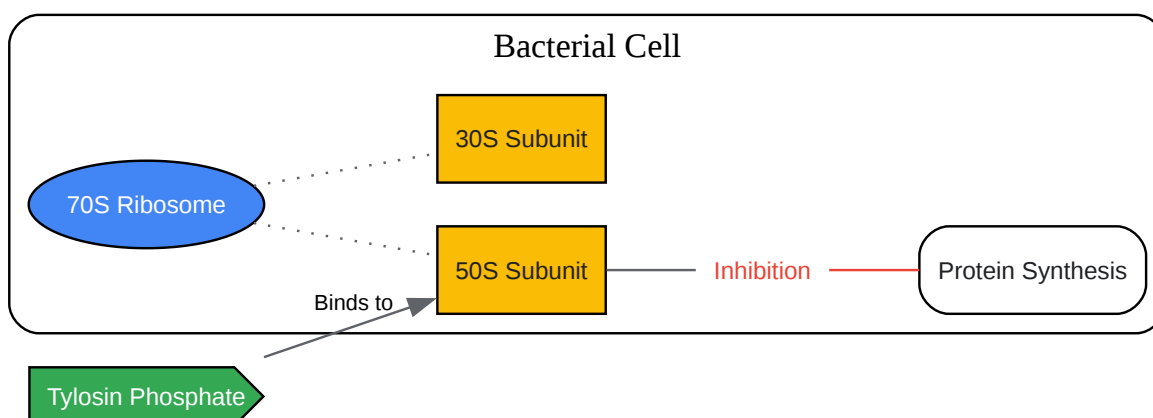 Bacterial Cell
30S Subunit
70S Ribosome
50S Subunit
Inhibition
Protein Synthesis
Binds to
Tylosin Phosphate